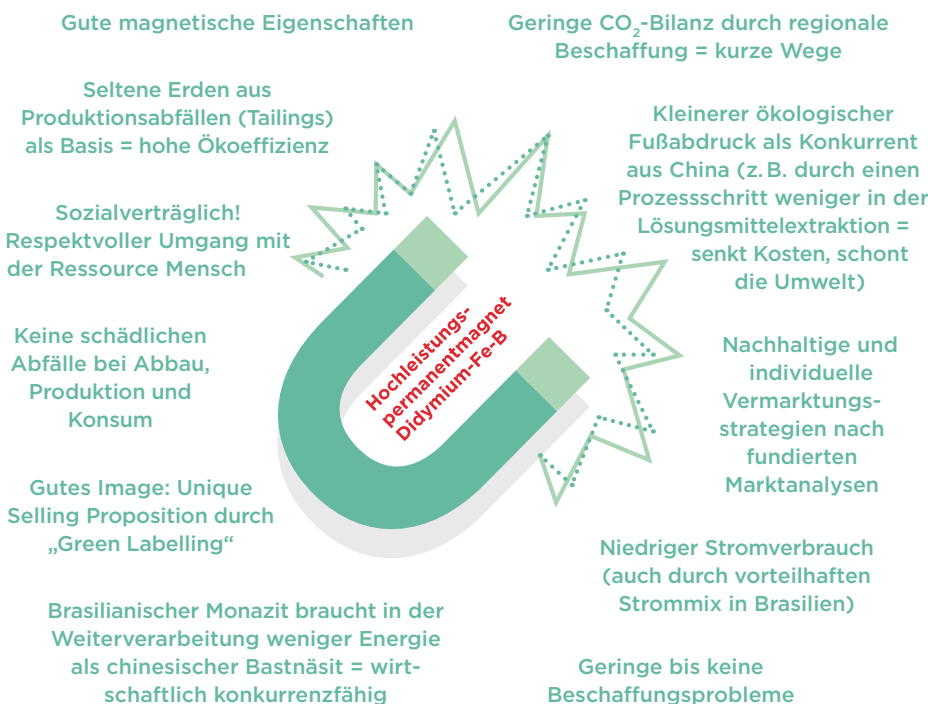 Gute magnetische Eigenschaften
Seltene Erden aus
Produktionsabfällen (Tailings)
als Basis = hohe Ökoeffizienz
Sozialverträglich!
Respektvoller Umgang mit
der Ressource Mensch
Keine schädlichen
Abfälle bei Abbau,
Produktion und
Konsum
Gutes Image: Unique
Selling Proposition durch
„Green Labelling“
Brasilianischer Monazit braucht in der
Weiterverarbeitung weniger Energie
als chinesischer Bastnäsit = wirt-
schaftlich konkurrenzfähig
Hochleistungs-
permanentmagnet
Didymium-Fe-B
Geringe CO₂-Bilanz durch regionale
Beschaffung = kurze Wege
Kleinerer ökologischer
Fußabdruck als Konkurrent
aus China (z. B. durch einen
Prozessschritt weniger in der
Lösungsmittelextraktion =
senkt Kosten, schont
die Umwelt)
Nachhaltige und
individuelle
Vermarktungs-
strategien nach
fundierten
Marktanalysen
Niedriger Stromverbrauch
(auch durch vorteilhaften
Strommix in Brasilien)
Geringe bis keine
Beschaffungsprobleme